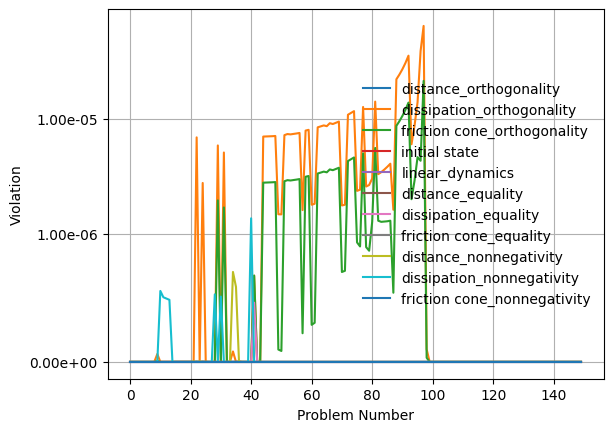 Violation
1.00e-05
1.00e-06
0.00e+00
distance_orthogonality
dissipation_orthogonality
friction cone_orthogonality
initial state
linear_dynamics
distance_equality
dissipation_equality
friction cone_equality
distance_nonnegativity
dissipation_nonnegativity
friction cone_nonnegativity
0 20 40 60 80 100 120 140
Problem Number